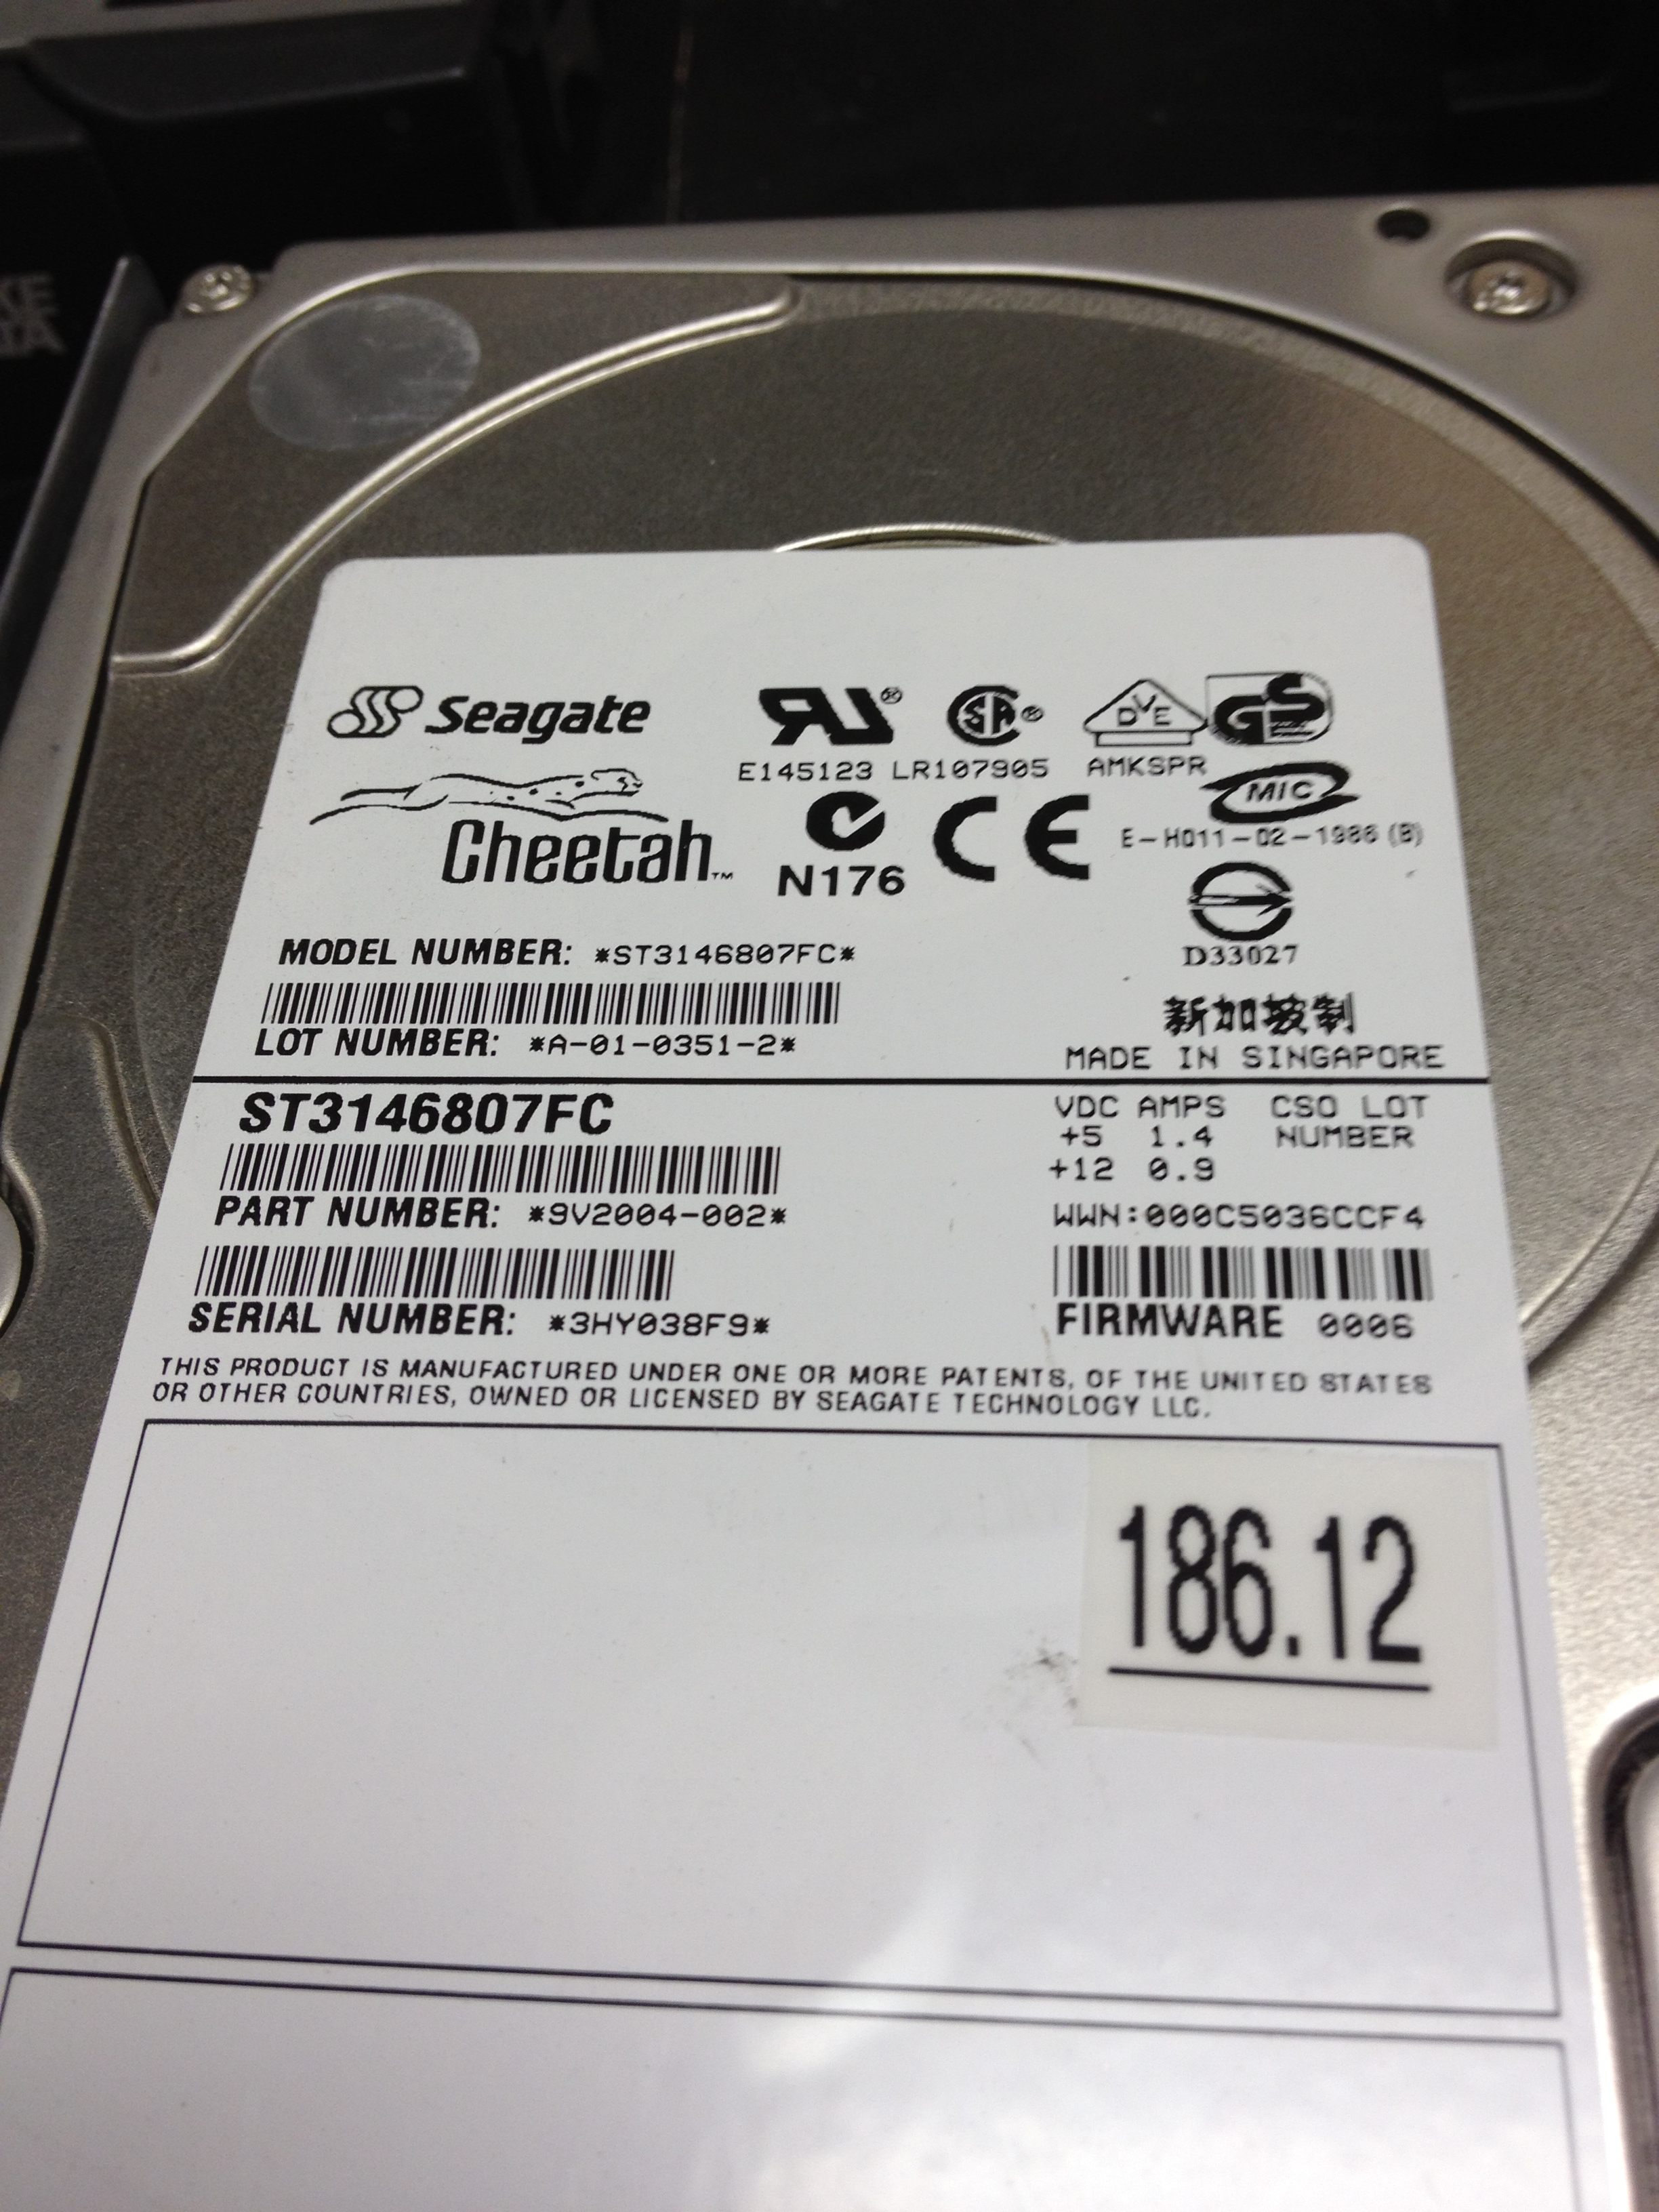 Seagate
Cheetah™
E145123 LR107905
AMKSPR
DVE
GS
MIC
E-H011-02-1986 (B)
N176
CE
D33027
MODEL NUMBER: *ST3146807FC*
LOT NUMBER: *A-01-0351-2*
新加坡制
MADE IN SINGAPORE
ST3146807FC
VDC AMPS
+5 1.4
+12 0.9
CSO LOT
NUMBER
PART NUMBER: *9V2004-002*
WWN:000C5036CCF4
SERIAL NUMBER: *3HY038F9*
FIRMWARE 0006
THIS PRODUCT IS MANUFACTURED UNDER ONE OR MORE PATENTS, OF THE UNITED STATES
OR OTHER COUNTRIES, OWNED OR LICENSED BY SEAGATE TECHNOLOGY LLC.
186.12